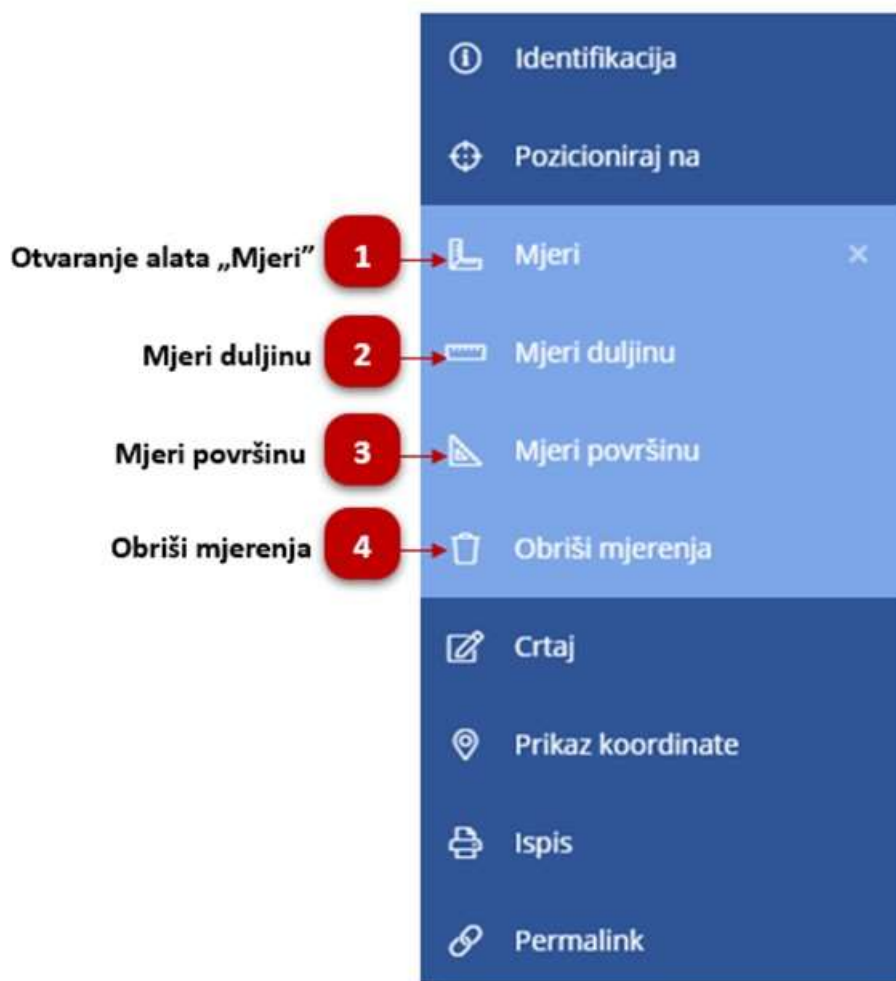 Identifikacija
Pozicioniraj na
Otvaranje alata „Mjeri” 1 Mjeri ×
Mjeri duljinu 2 Mjeri duljinu
Mjeri površinu 3 Mjeri površinu
Obriši mjerenja 4 Obriši mjerenja
Crtaj
Prikaz koordinate
Ispis
Permalink